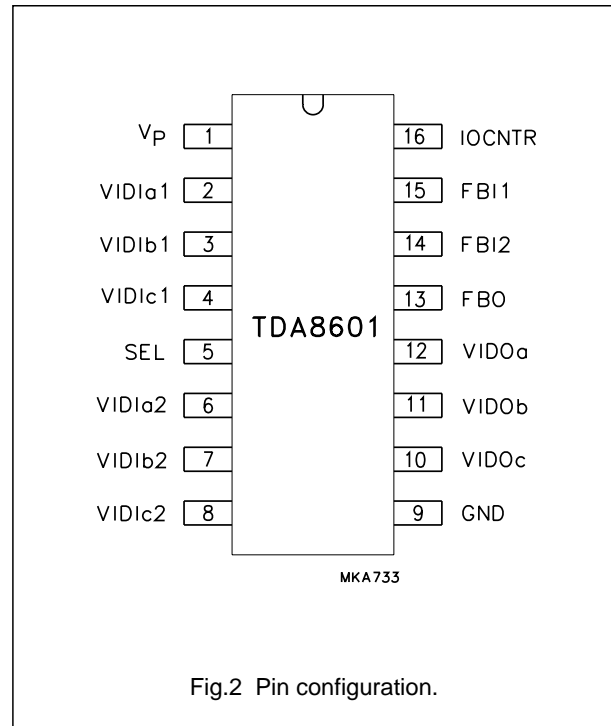 VP 1 16 IOCNTR
VIDIa1 2 15 FBI1
VIDIb1 3 14 FBI2
VIDIc1 4 13 FBO
TDA8601
SEL 5 12 VIDOa
VIDIa2 6 11 VIDOb
VIDIb2 7 10 VIDOc
VIDIc2 8 9 GND
MKA733
Fig.2 Pin configuration.